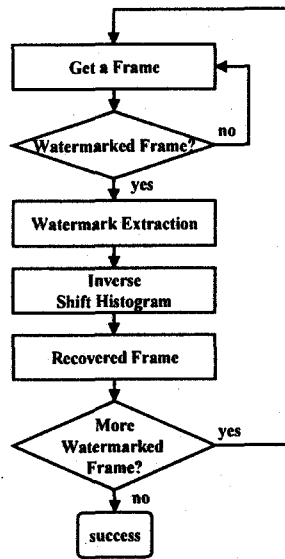 Get a Frame
Watermarked Frame?
no
yes
Watermark Extraction
Inverse
Shift Histogram
Recovered Frame
More
Watermarked
Frame?
yes
no
success